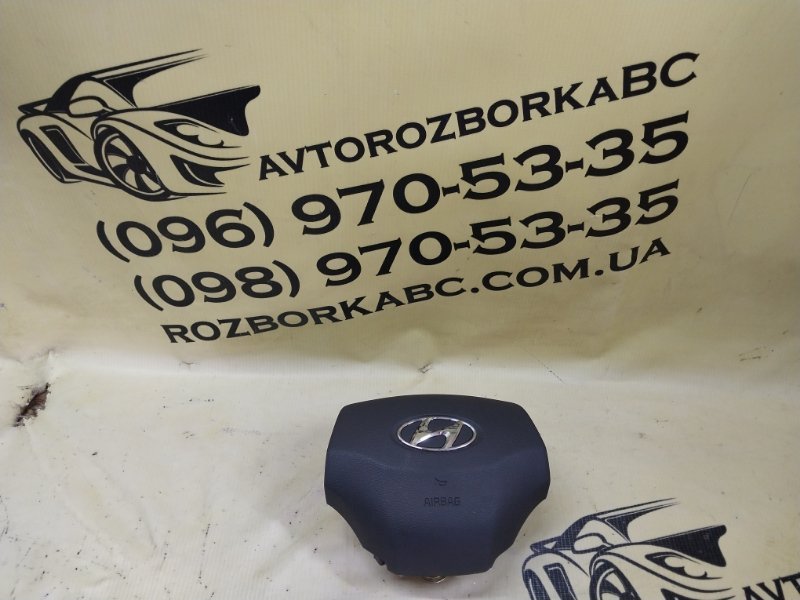 AVTOROZBORKABC
(096) 970-53-35
(098) 970-53-35
ROZBORKABC.COM.UA
AIRBAG